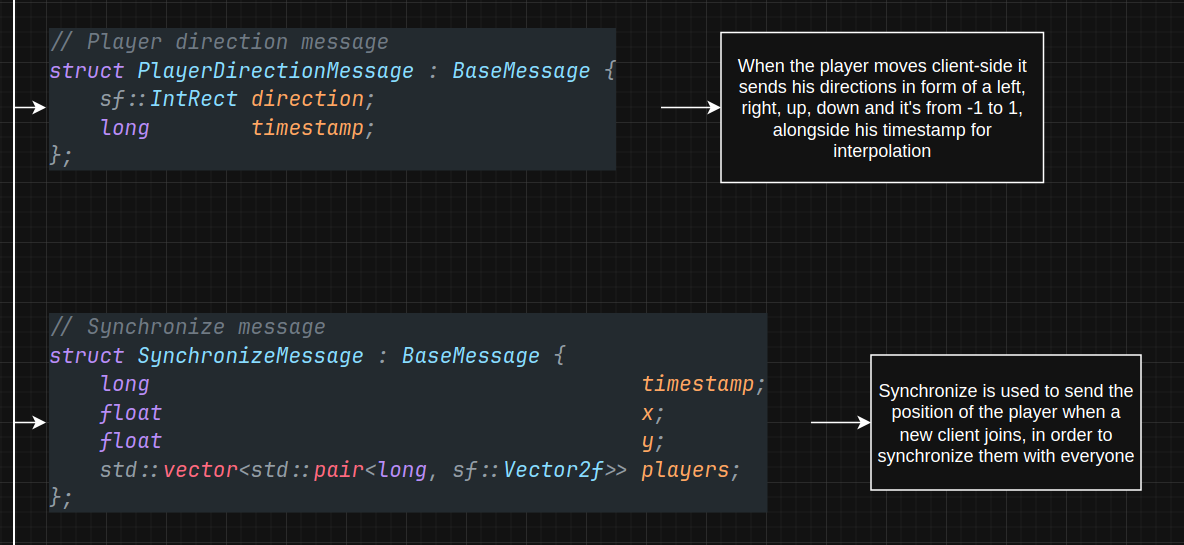 // Player direction message
struct PlayerDirectionMessage : BaseMessage {
    sf::IntRect direction;
    long        timestamp;
};
When the player moves client-side it
sends his directions in form of a left,
right, up, down and it's from -1 to 1,
alongside his timestamp for
interpolation
// Synchronize message
struct SynchronizeMessage : BaseMessage {
    long                                       timestamp;
    float                                      x;
    float                                      y;
    std::vector<std::pair<long, sf::Vector2f>> players;
};
Synchronize is used to send the
position of the player when a
new client joins, in order to
synchronize them with everyone